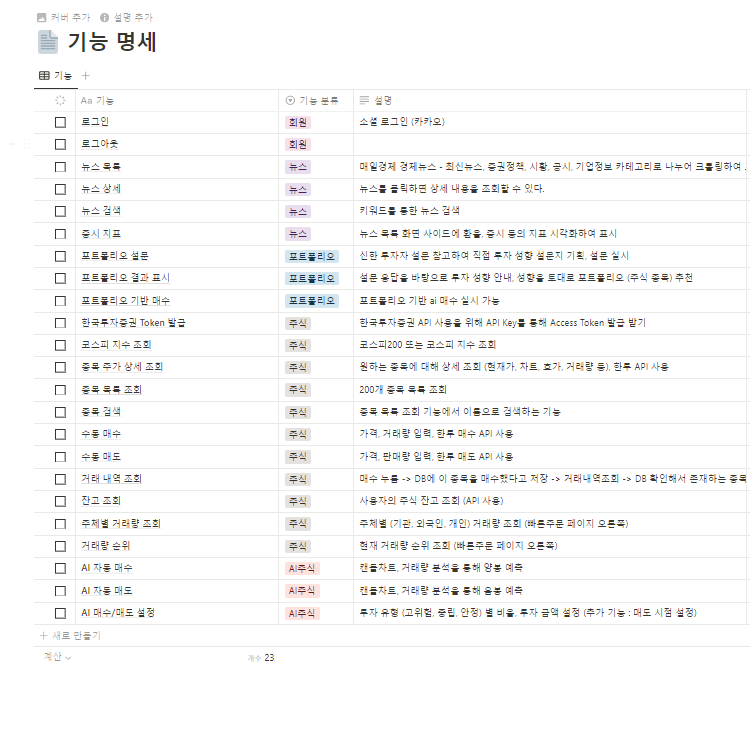 커버 추가 설명 추가
기능 명세
기능
Aa 기능 기능 분류 설명
로그인 회원 소셜 로그인 (카카오)
로그아웃 회원
뉴스 목록 뉴스 매일경제 경제뉴스 - 최신뉴스, 증권정책, 시황, 공시, 기업정보 카테고리로 나누어 크롤링하여
뉴스 상세 뉴스 뉴스를 클릭하면 상세 내용을 조회할 수 있다.
뉴스 검색 뉴스 키워드를 통한 뉴스 검색
증시 지표 뉴스 뉴스 목록 화면 사이드에 환율, 증시 등의 지표 시각화하여 표시
포트폴리오 설문 포트폴리오 신한 투자자 설문 참고하여 직접 투자 성향 설문지 기획, 설문 실시
포트폴리오 결과 표시 포트폴리오 설문 응답을 바탕으로 투자 성향 안내, 성향을 토대로 포트폴리오 (주식 종목) 추천
포트폴리오 기반 매수 포트폴리오 포트폴리오 기반 ai 매수 실시 가능
한국투자증권 Token 발급 주식 한국투자증권 API 사용을 위해 API Key를 통해 Access Token 발급 받기
코스피 지수 조회 주식 코스피200 또는 코스피 지수 조회
종목 주가 상세 조회 주식 원하는 종목에 대해 상세 조회 (현재가, 차트, 호가, 거래량 등), 한투 API 사용
종목 목록 조회 주식 200개 종목 목록 조회
종목 검색 주식 종목 목록 조회 기능에서 이름으로 검색하는 기능
수동 매수 주식 가격, 거래량 입력, 한투 매수 API 사용
수동 매도 주식 가격, 판매량 입력, 한투 매도 API 사용
거래 내역 조회 주식 매수 누름 -> DB에 이 종목을 매수했다고 저장 -> 거래내역조회 -> DB 확인해서 존재하는 종목
잔고 조회 주식 사용자의 주식 잔고 조회 (API 사용)
주체별 거래량 조회 주식 주체별 (기관, 외국인, 개인) 거래량 조회 (빠른주문 페이지 오른쪽)
거래량 순위 주식 현재 거래량 순위 조회 (빠른주문 페이지 오른쪽)
AI 자동 매수 AI주식 캔들차트, 거래량 분석을 통해 양봉 예측
AI 자동 매도 AI주식 캔들차트, 거래량 분석을 통해 음봉 예측
AI 매수/매도 설정 AI주식 투자 유형 (고위험, 중립, 안정) 별 비율, 투자 금액 설정 (추가 기능 : 매도 시점 설정)
새로 만들기
계산 개수 23